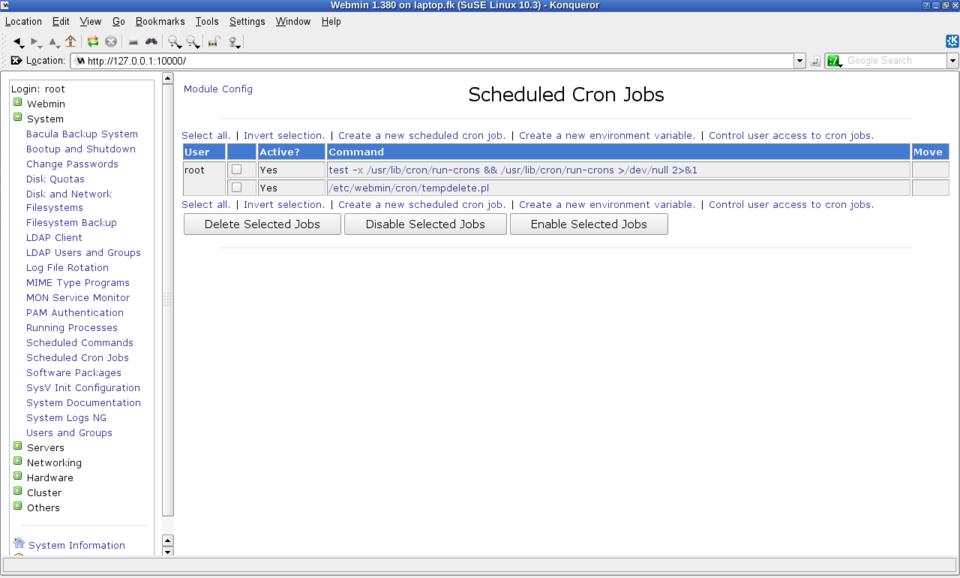 Webmin 1.380 on laptop.fk (SuSE Linux 10.3) - Konqueror
Location Edit View Go Bookmarks Tools Settings Window Help
Location: http://127.0.0.1:10000/ Google Search
Login: root
Webmin
System
Bacula Backup System
Bootup and Shutdown
Change Passwords
Disk Quotas
Disk and Network
Filesystems
Filesystem Backup
LDAP Client
LDAP Users and Groups
Log File Rotation
MIME Type Programs
MON Service Monitor
PAM Authentication
Running Processes
Scheduled Commands
Scheduled Cron Jobs
Software Packages
SysV Init Configuration
System Documentation
System Logs NG
Users and Groups
Servers
Networking
Hardware
Cluster
Others
System Information
Module Config
Scheduled Cron Jobs
Select all. | Invert selection. | Create a new scheduled cron job. | Create a new environment variable. | Control user access to cron jobs.
User Active? Command Move
root Yes test -x /usr/lib/cron/run-crons && /usr/lib/cron/run-crons >/dev/null 2>&1
Yes /etc/webmin/cron/tempdelete.pl
Select all. | Invert selection. | Create a new scheduled cron job. | Create a new environment variable. | Control user access to cron jobs.
Delete Selected Jobs Disable Selected Jobs Enable Selected Jobs